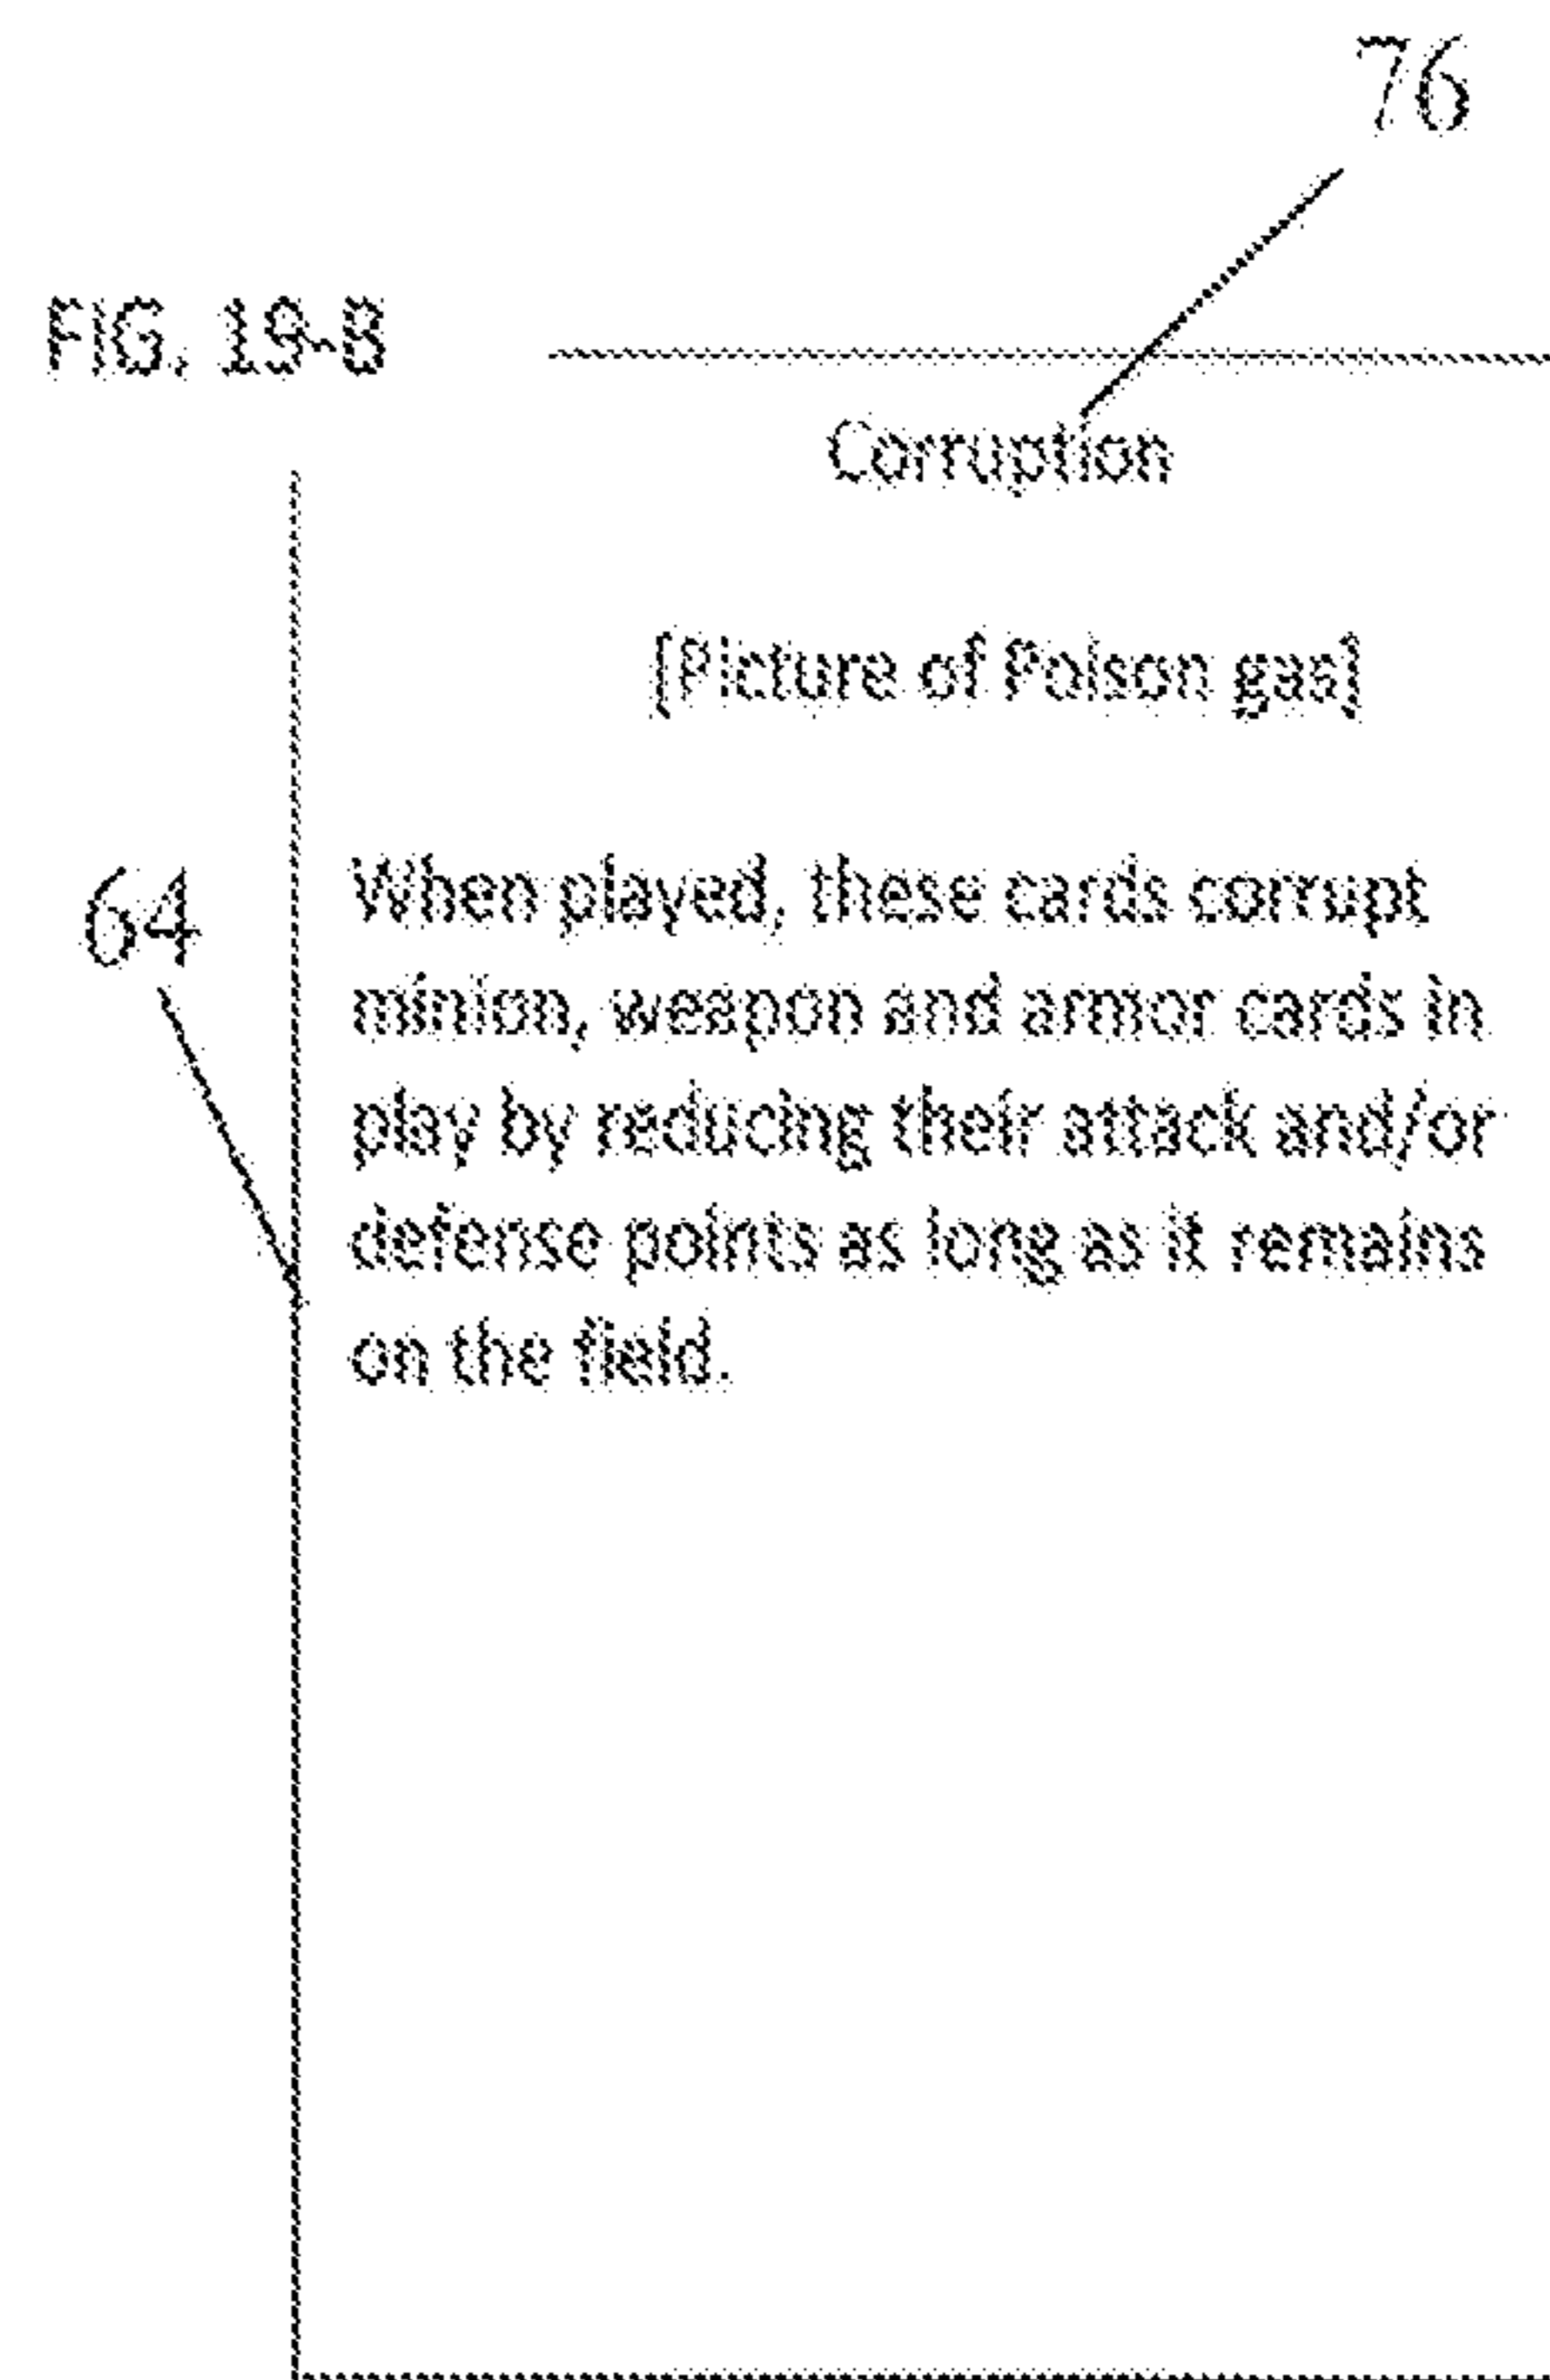 76
FIG. 19-B
Corruption
[Picture of Poison gas]
64
When played, these cards corrupt
minion, weapon and armor cards in
play by reducing their attack and/or
defense points as long as it remains
on the field.